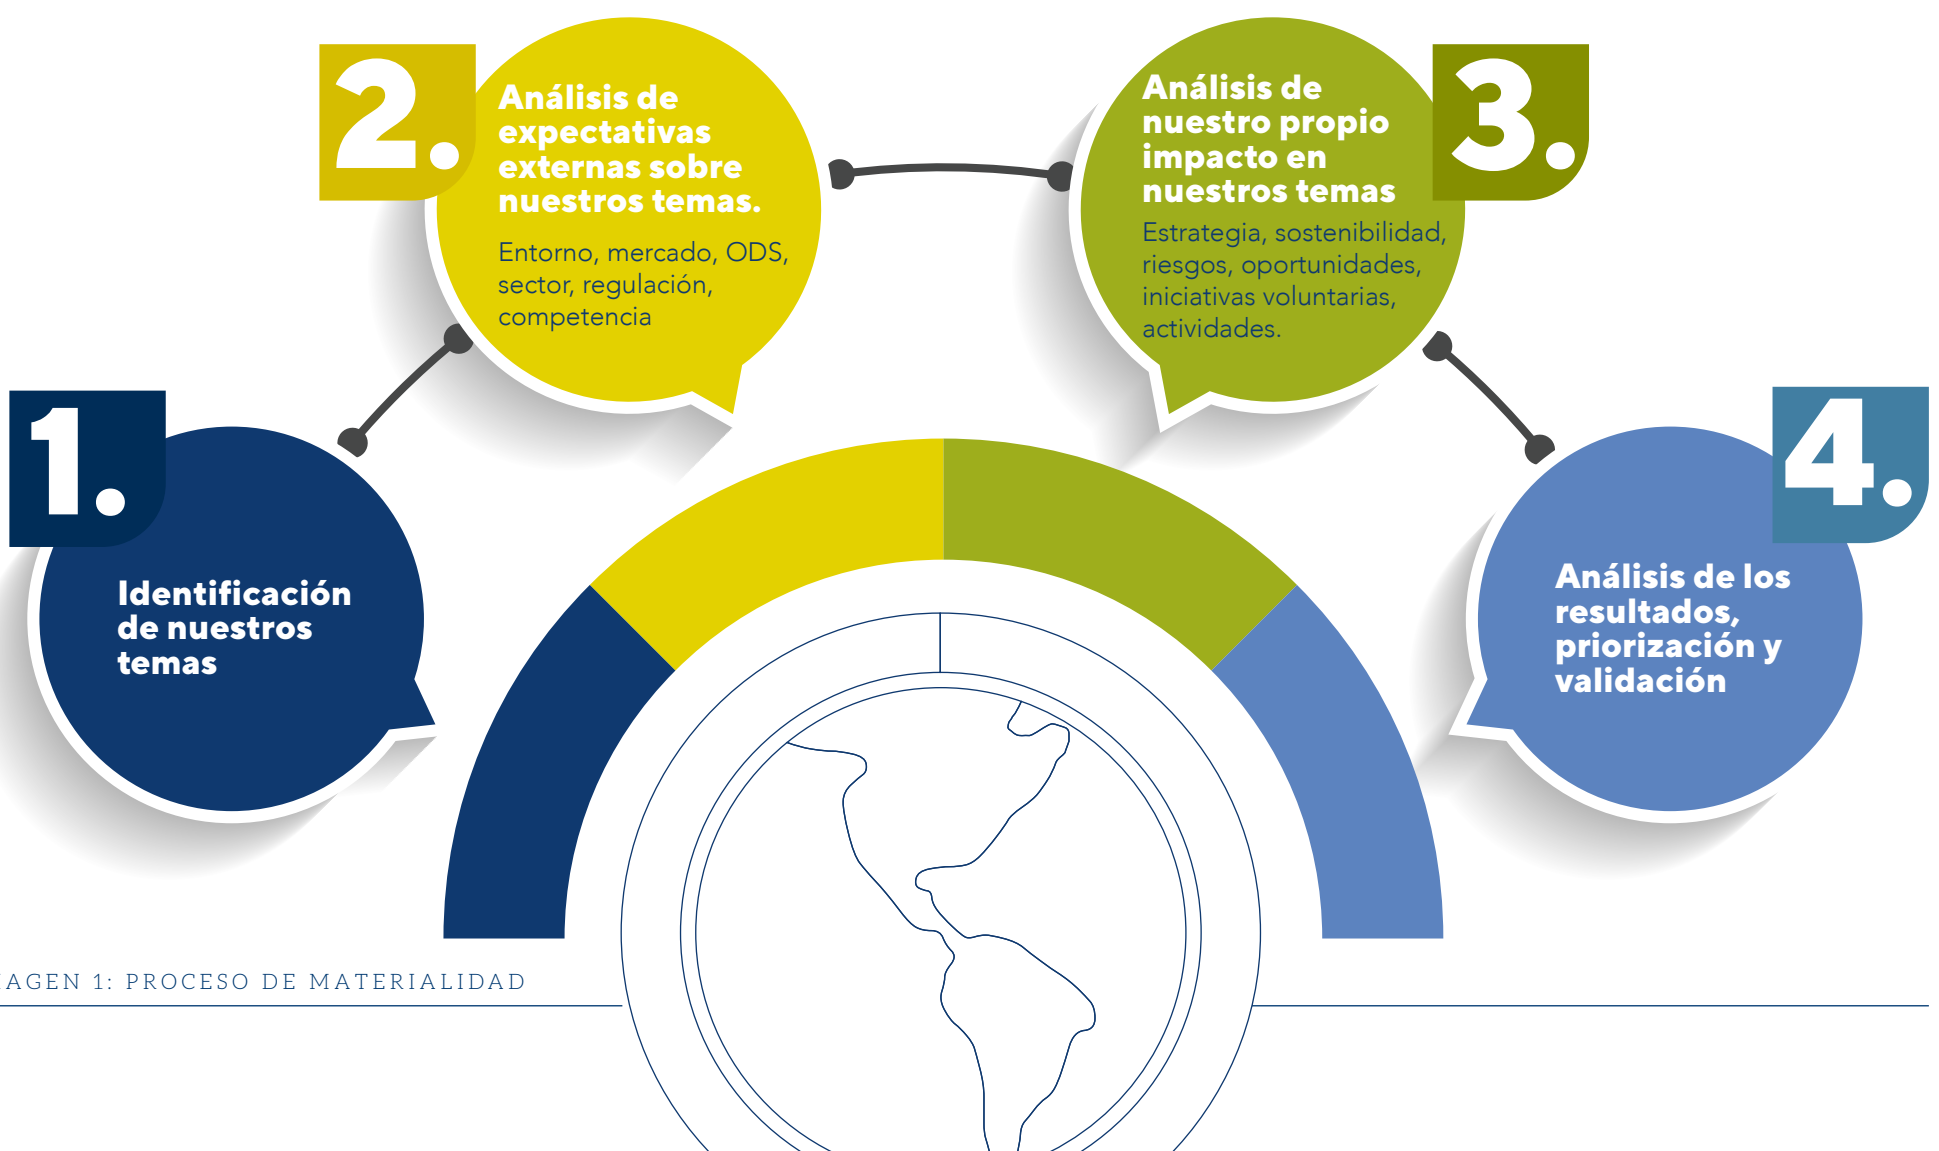 1.
Identificación
de nuestros
temas
2.
Análisis de
expectativas
externas sobre
nuestros temas.
Entorno, mercado, ODS,
sector, regulación,
competencia
3.
Análisis de
nuestro propio
impacto en
nuestros temas
Estrategia, sostenibilidad,
riesgos, oportunidades,
iniciativas voluntarias,
actividades.
4.
Análisis de los
resultados,
priorización y
validación
AGEN 1: PROCESO DE MATERIALIDAD